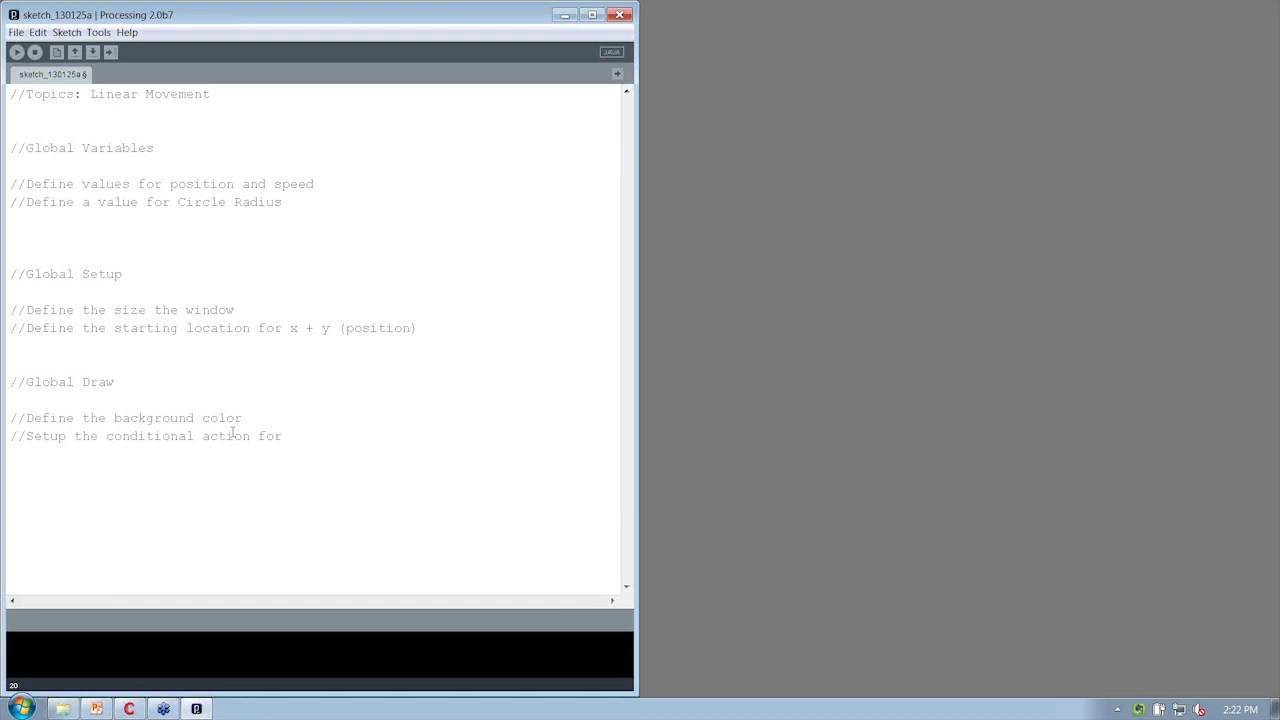 sketch_130125a | Processing 2.0b7
File Edit Sketch Tools Help
JAVA
sketch_130125a §
//Topics: Linear Movement
//Global Variables
//Define values for position and speed
//Define a value for Circle Radius
//Global Setup
//Define the size the window
//Define the starting location for x + y (position)
//Global Draw
//Define the background color
//Setup the conditional action for
20
2:22 PM